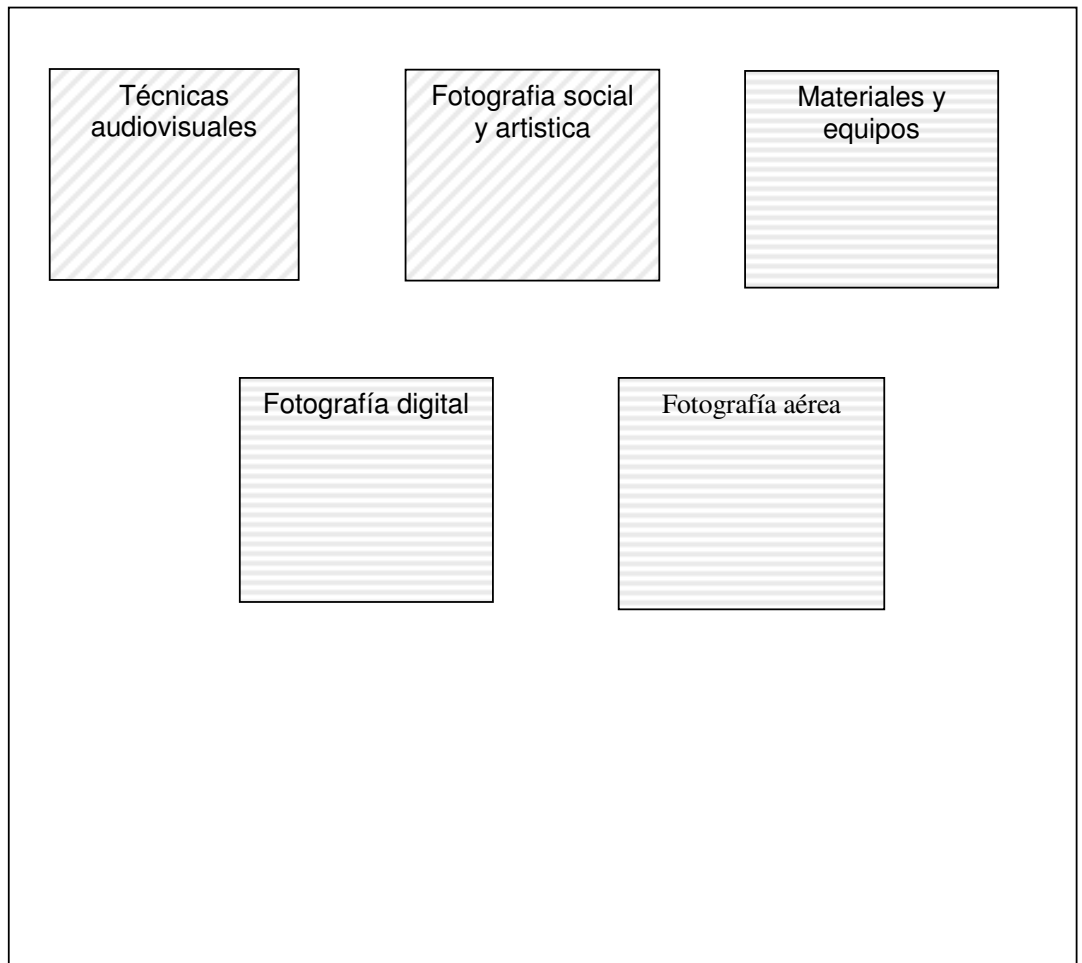 Técnicas
audiovisuales
Fotografia social
y artistica
Materiales y
equipos
Fotografía digital
Fotografía aérea